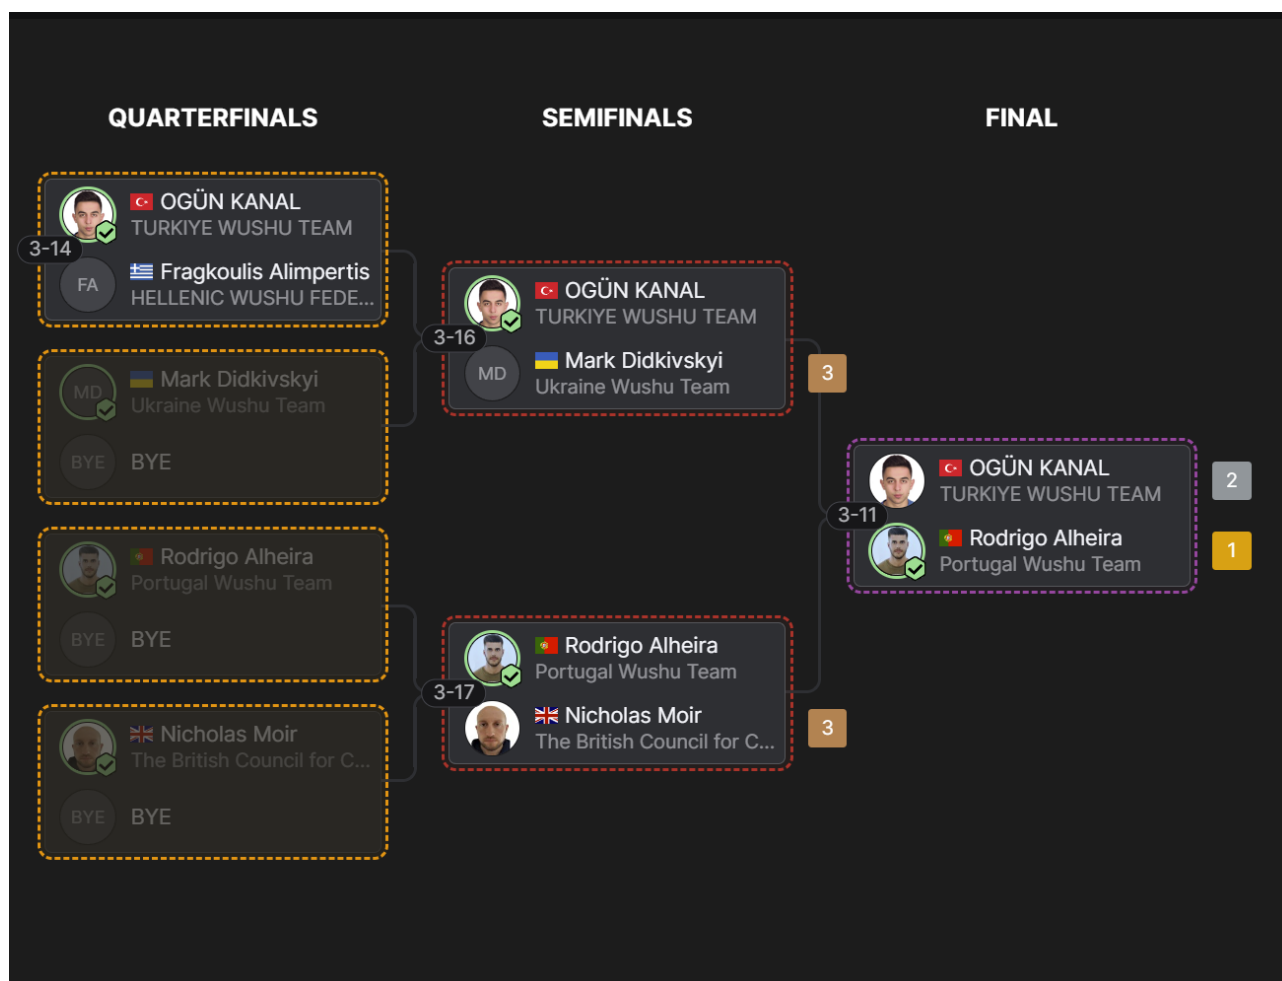 QUARTERFINALS
SEMIFINALS
FINAL
OGÜN KANAL
TURKIYE WUSHU TEAM
3-14
FA
Fragkoulis Alimpertis
HELLENIC WUSHU FEDE...
MD
Mark Didkivskyi
Ukraine Wushu Team
BYE
BYE
Rodrigo Alheira
Portugal Wushu Team
BYE
BYE
Nicholas Moir
The British Council for C...
BYE
BYE
OGÜN KANAL
TURKIYE WUSHU TEAM
3-16
MD
Mark Didkivskyi
Ukraine Wushu Team
3
Rodrigo Alheira
Portugal Wushu Team
3-17
Nicholas Moir
The British Council for C...
3
OGÜN KANAL
TURKIYE WUSHU TEAM
2
3-11
Rodrigo Alheira
Portugal Wushu Team
1